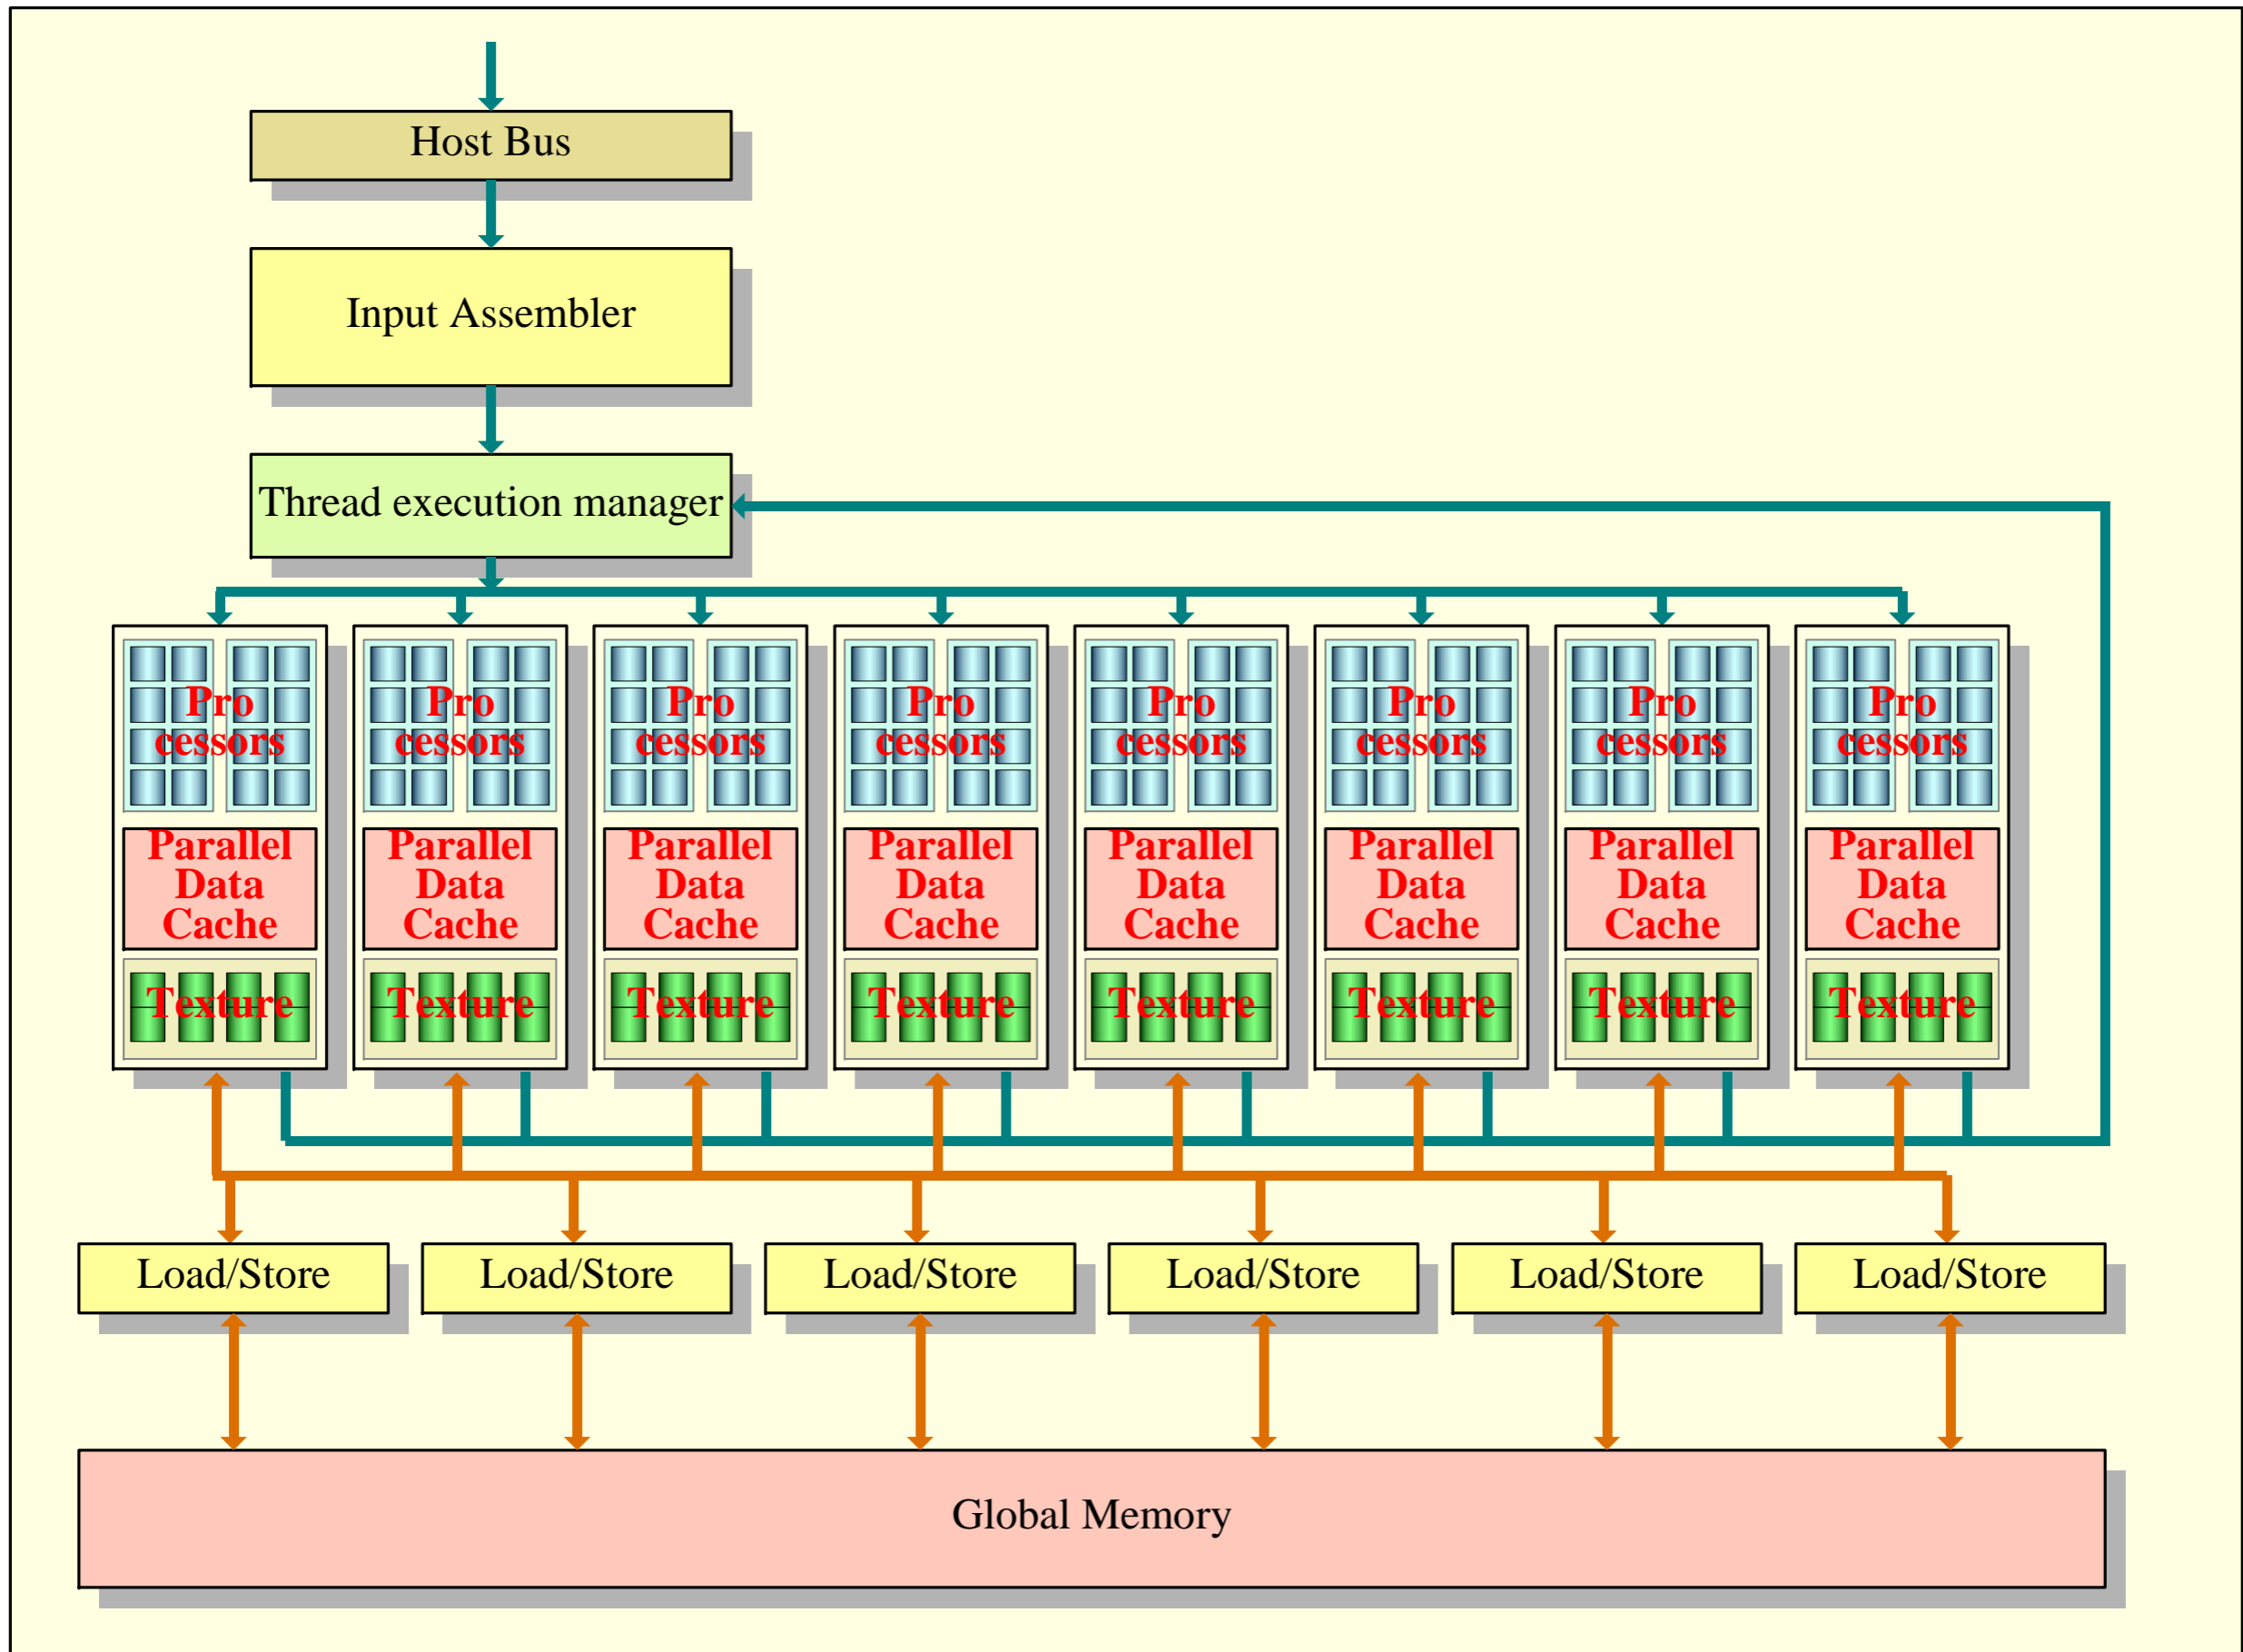 Host Bus
Input Assembler
Thread execution manager
Pro
cessors
Parallel
Data
Cache
Texture
Pro
cessors
Parallel
Data
Cache
Texture
Pro
cessors
Parallel
Data
Cache
Texture
Pro
cessors
Parallel
Data
Cache
Texture
Pro
cessors
Parallel
Data
Cache
Texture
Pro
cessors
Parallel
Data
Cache
Texture
Pro
cessors
Parallel
Data
Cache
Texture
Pro
cessors
Parallel
Data
Cache
Texture
Load/Store
Load/Store
Load/Store
Load/Store
Load/Store
Load/Store
Global Memory